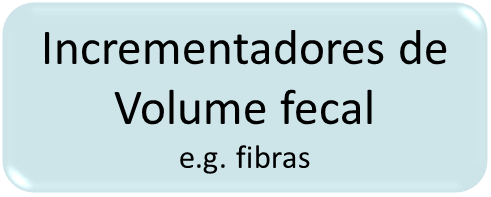 Incrementadores de
Volume fecal
e.g. fibras